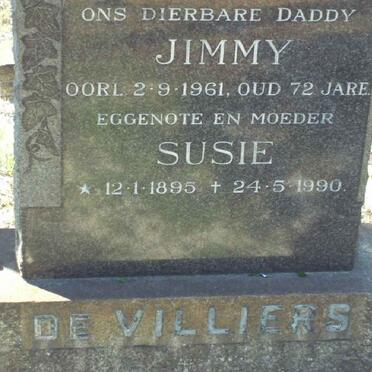 ONS DIERBARE DADDY
JIMMY
OORL. 2-9-1961, OUD 72 JARE.
EGGENOTE EN MOEDER
SUSIE
★ 12-1-1895 ✝ 24-5-1990.
DE VILLIERS